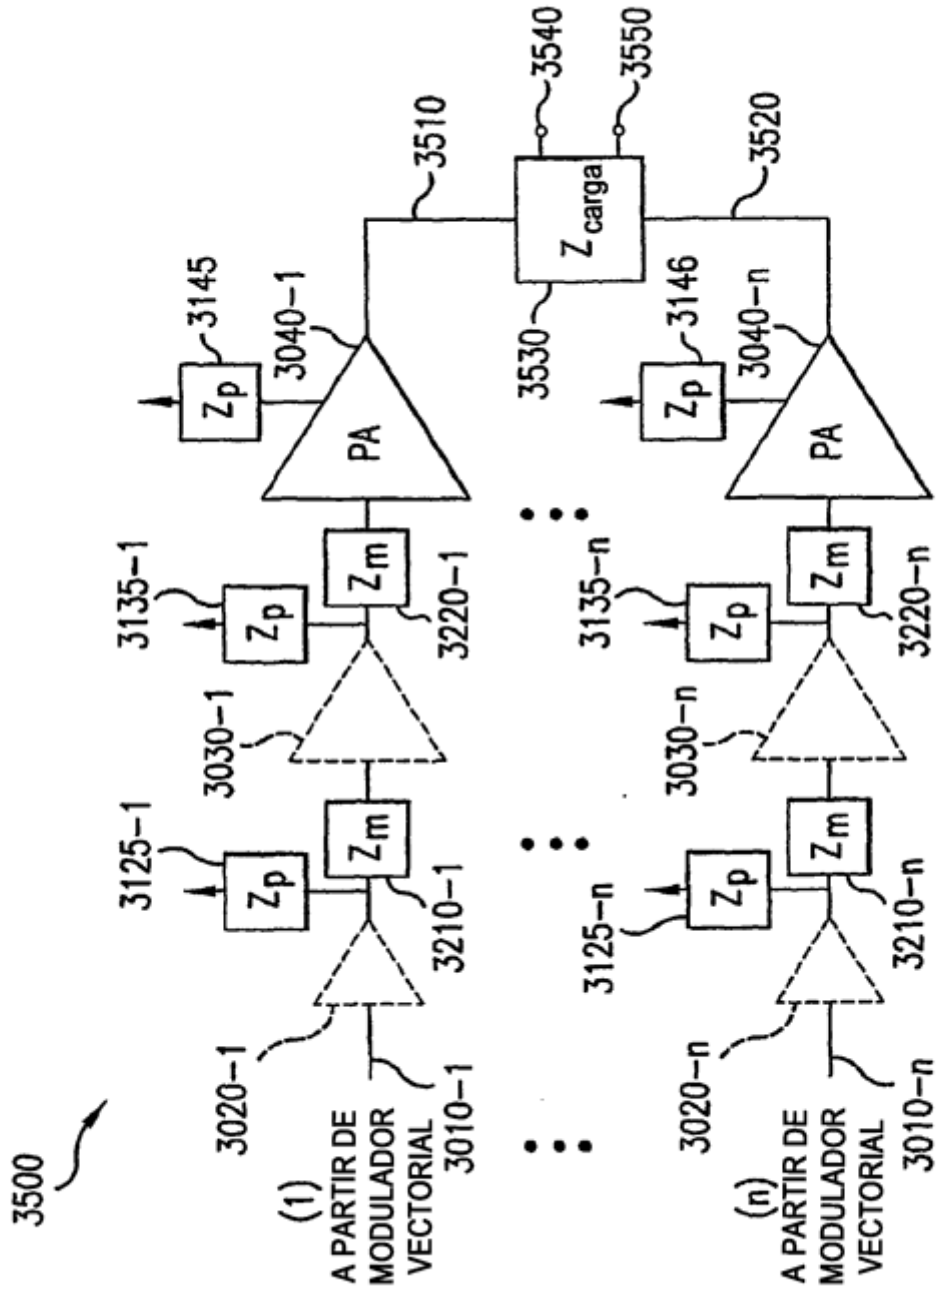 3500
(1)
A PARTIR DE
MODULADOR
VECTORIAL
3010-1
3020-1
3125-1
Zp
Zm
3210-1
3030-1
3135-1
Zp
Zm
3220-1
3145
Zp
3040-1
PA
3510
3540
3530
Zcarga
3550
3520
(n)
A PARTIR DE
MODULADOR
VECTORIAL
3010-n
3020-n
3125-n
Zp
Zm
3210-n
3030-n
3135-n
Zp
Zm
3220-n
3146
Zp
3040-n
PA